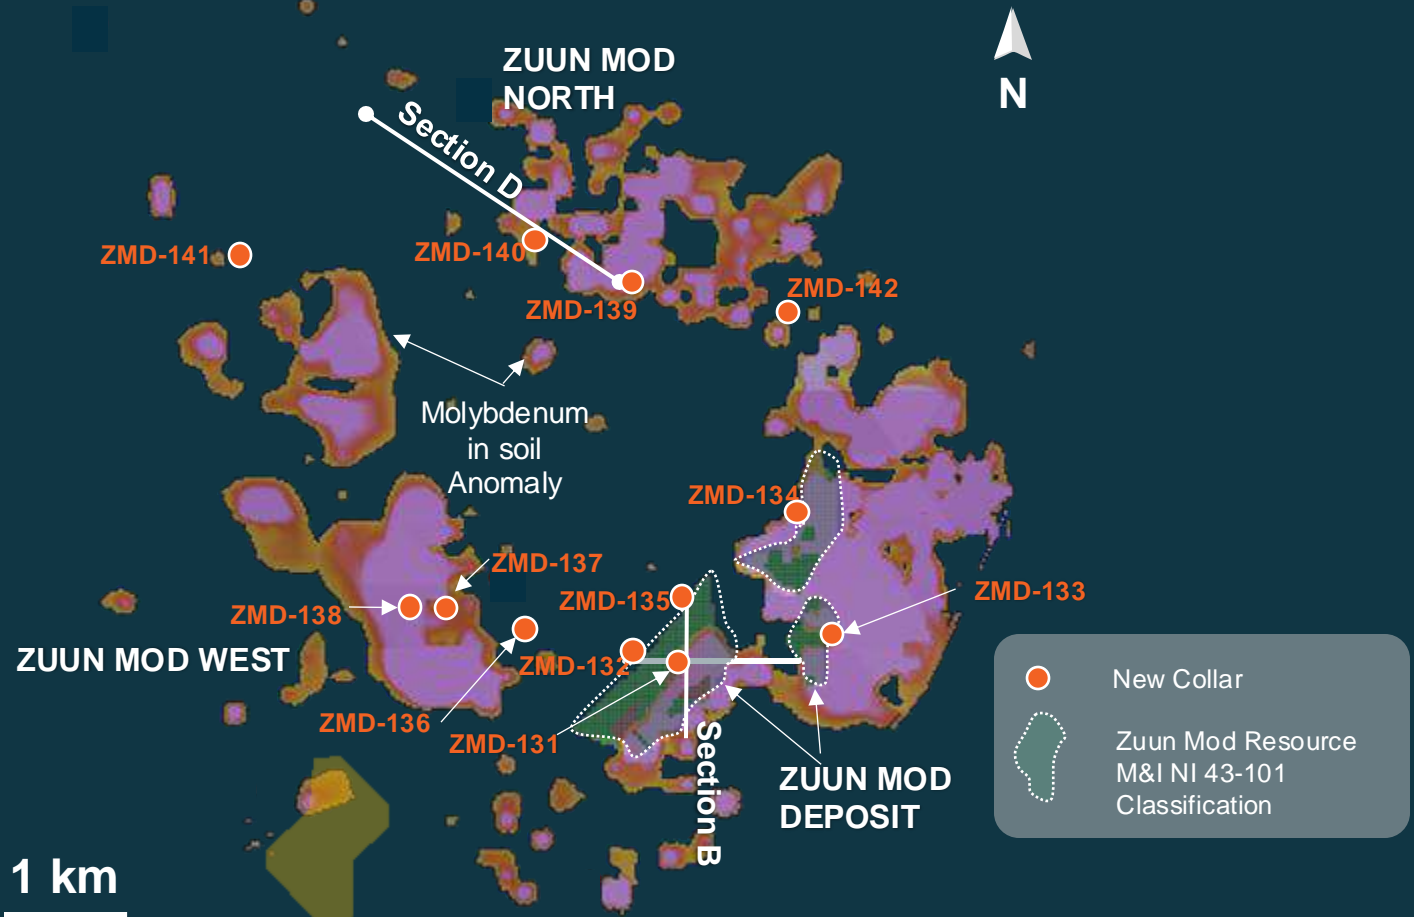 ZUUN MOD
NORTH
N
Section D
ZMD-141
ZMD-140
ZMD-142
ZMD-139
Molybdenum
in soil
Anomaly
ZMD-134
ZMD-137
ZMD-133
ZMD-135
ZMD-138
ZUUN MOD WEST
ZMD-132
ZMD-136
ZMD-131
Section B
ZUUN MOD
DEPOSIT
New Collar
Zuun Mod Resource
M&I NI 43-101
Classification
1 km